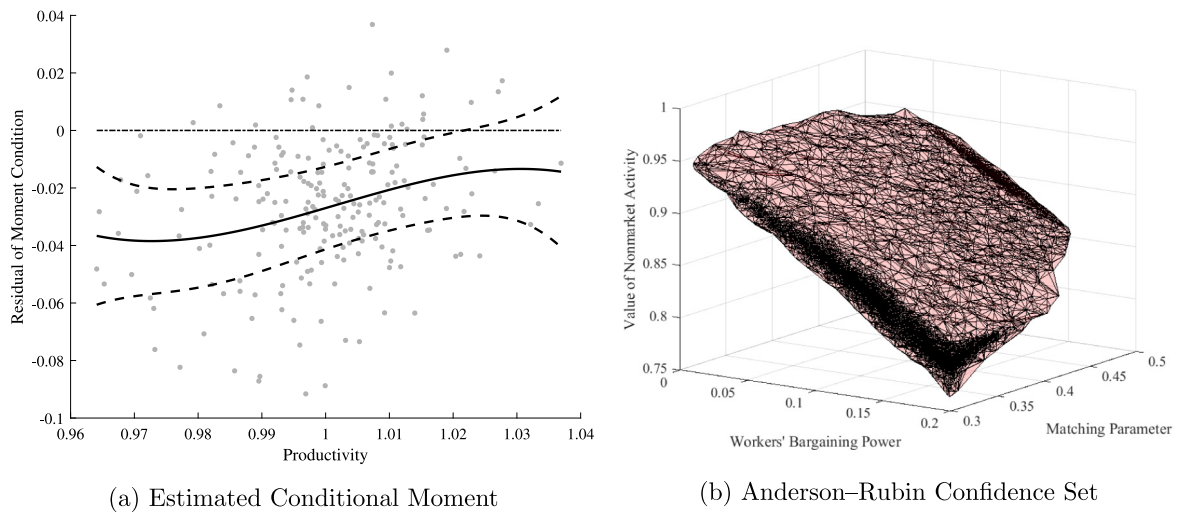 0.04
0.02
0
-0.02
-0.04
-0.06
-0.08
-0.1
Residual of Moment Condition
0.96 0.97 0.98 0.99 1 1.01 1.02 1.03 1.04
Productivity
(a) Estimated Conditional Moment
1
0.95
0.9
0.85
0.8
0.75
Value of Nonmarket Activity
0 0.05 0.1 0.15 0.2
Workers' Bargaining Power
0.3 0.35 0.4 0.45 0.5
Matching Parameter
(b) Anderson–Rubin Confidence Set